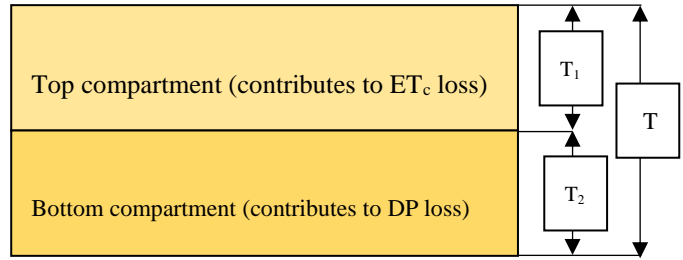 Top compartment (contributes to ETc loss)
T1
T
Bottom compartment (contributes to DP loss)
T2